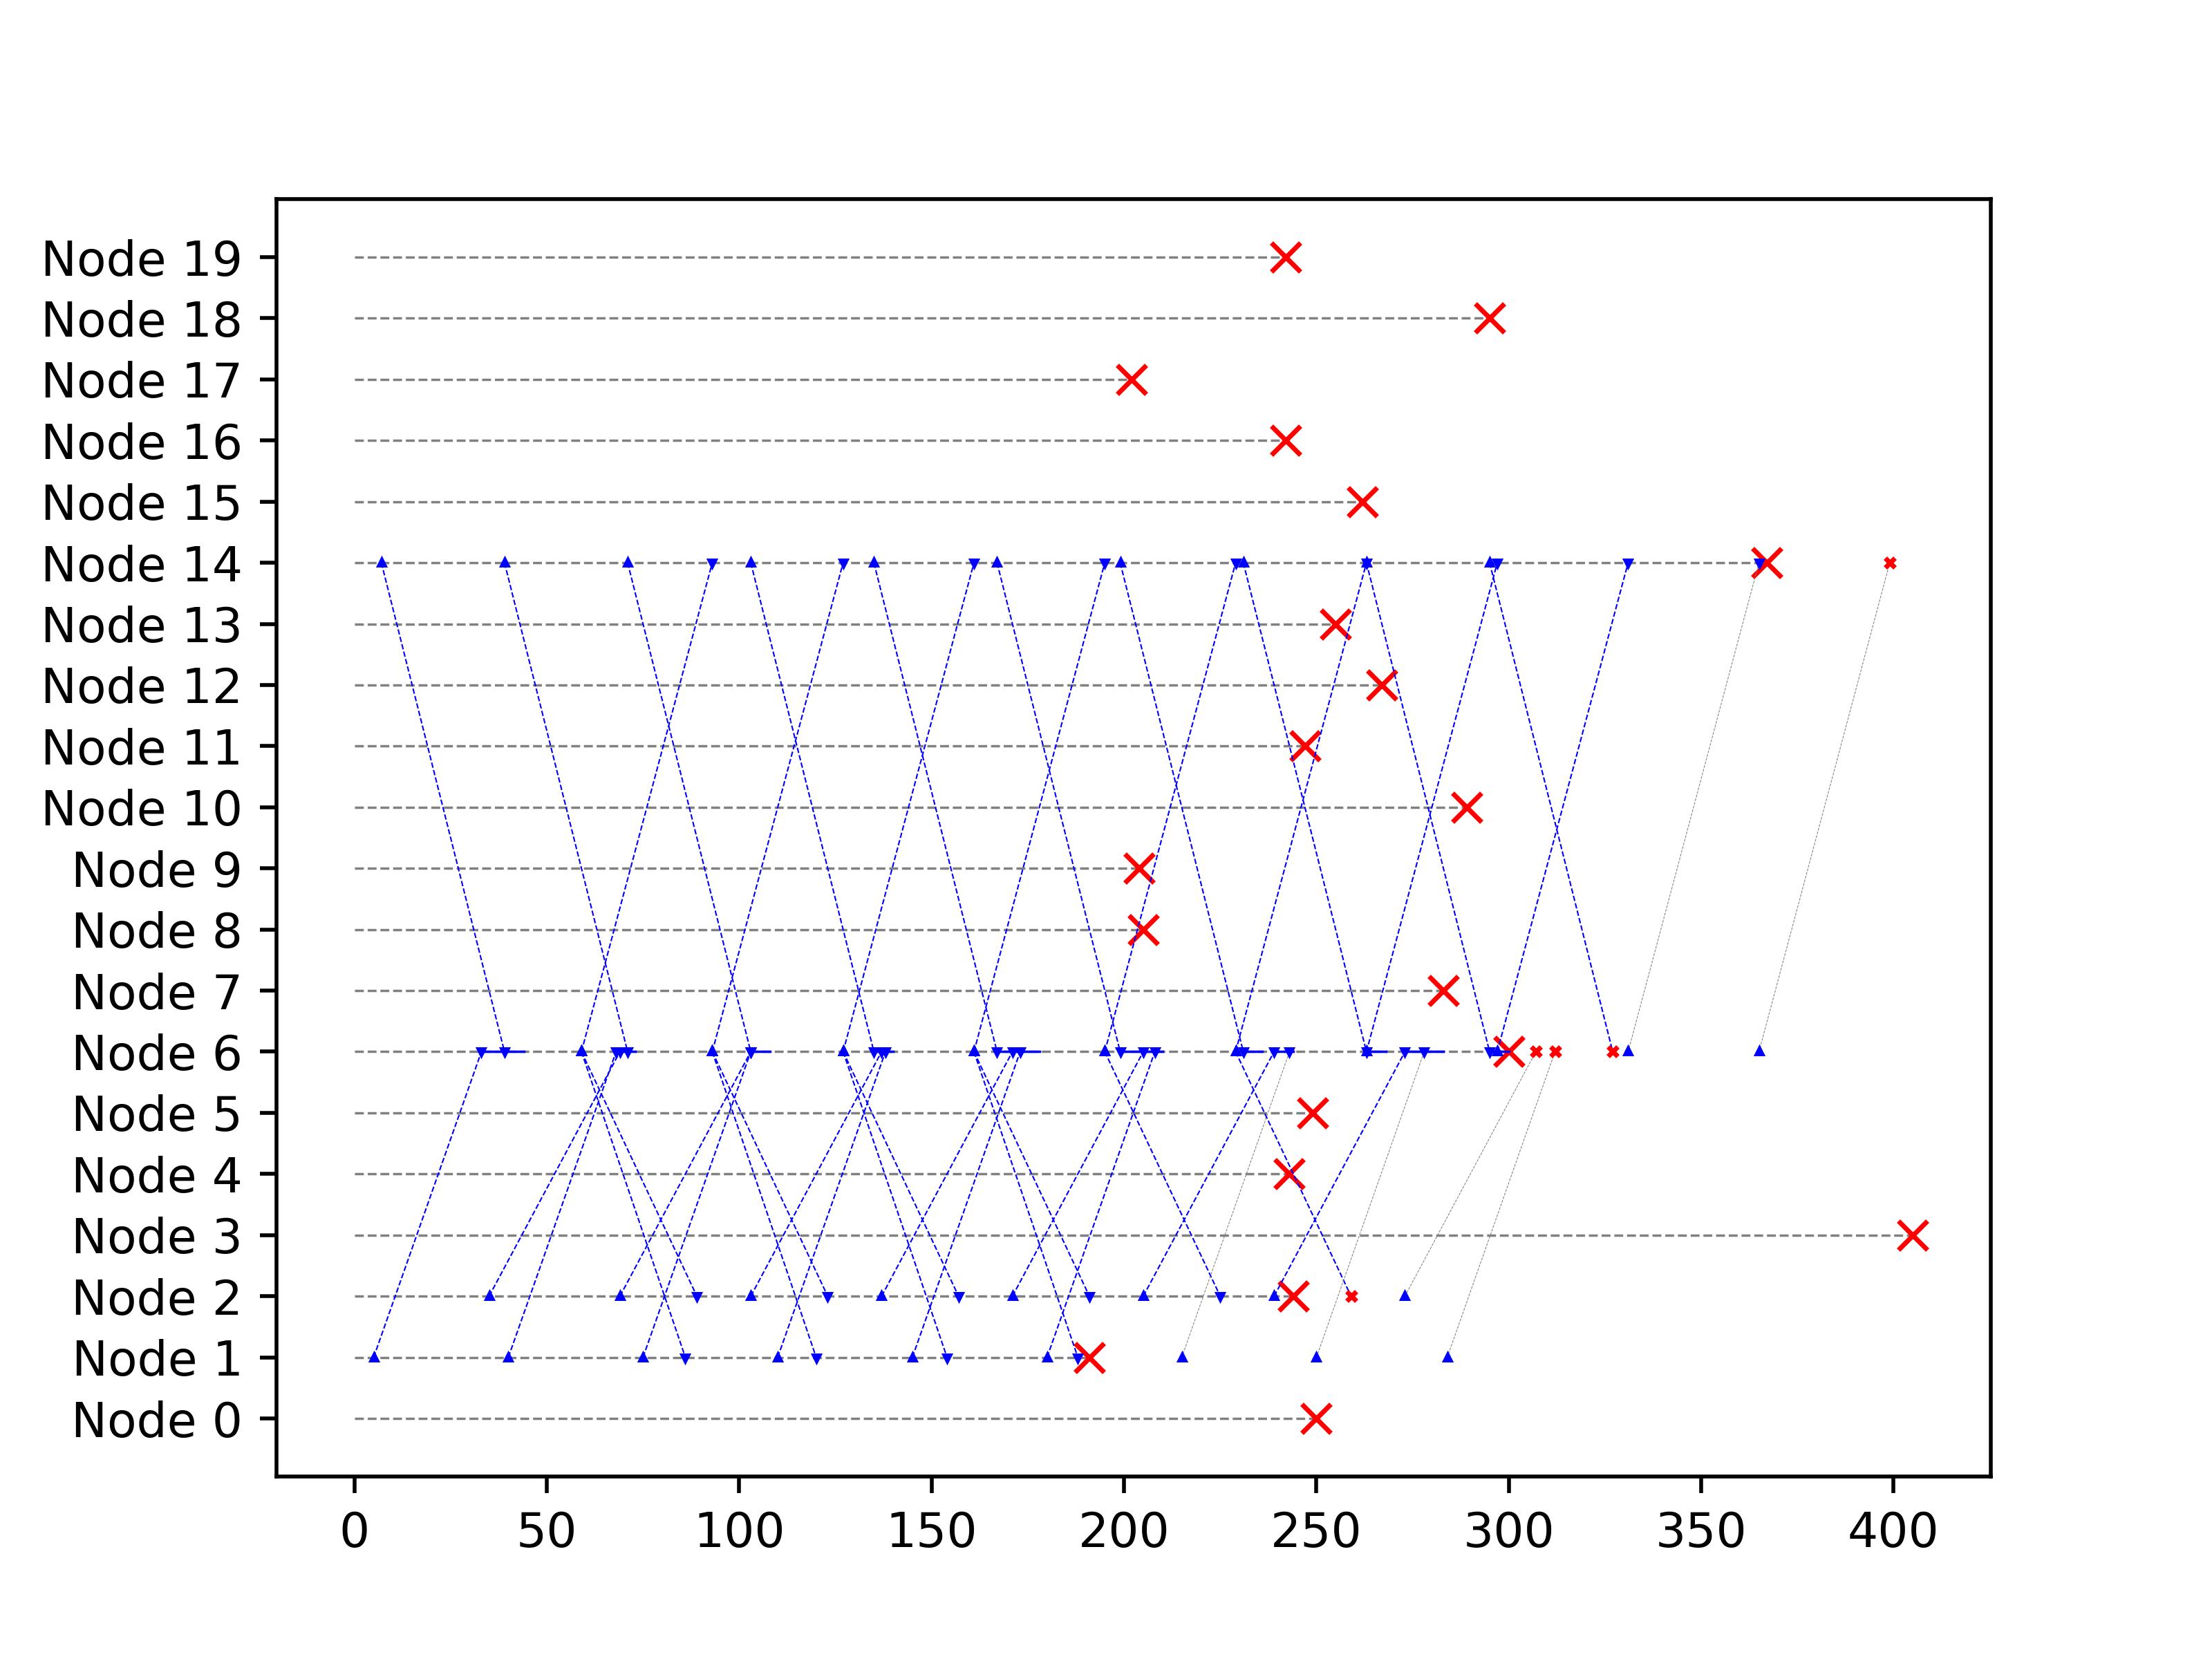 Node 19
Node 18
Node 17
Node 16
Node 15
Node 14
Node 13
Node 12
Node 11
Node 10
Node 9
Node 8
Node 7
Node 6
Node 5
Node 4
Node 3
Node 2
Node 1
Node 0
0 50 100 150 200 250 300 350 400